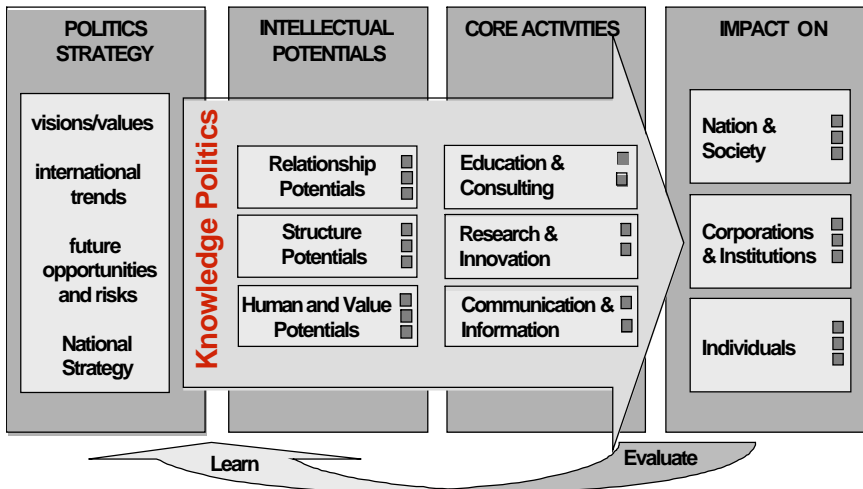 POLITICS
STRATEGY
visions/values
international
trends
future
opportunities
and risks
National
Strategy
Knowledge Politics
INTELLECTUAL
POTENTIALS
Relationship
Potentials
Structure
Potentials
Human and Value
Potentials
CORE ACTIVITIES
Education &
Consulting
Research &
Innovation
Communication &
Information
IMPACT ON
Nation &
Society
Corporations
& Institutions
Individuals
Learn
Evaluate